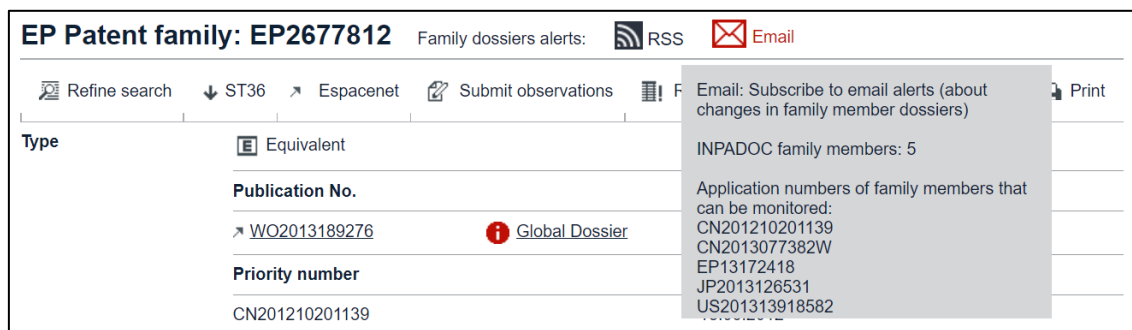 EP Patent family: EP2677812 Family dossiers alerts: RSS Email
Refine search ST36 Espacenet Submit observations R Print
Email: Subscribe to email alerts (about
changes in family member dossiers)
INPADOC family members: 5
Application numbers of family members that
can be monitored:
CN201210201139
CN2013077382W
EP13172418
JP2013126531
US201313918582
Type
E Equivalent
Publication No.
WO2013189276 Global Dossier
Priority number
CN201210201139